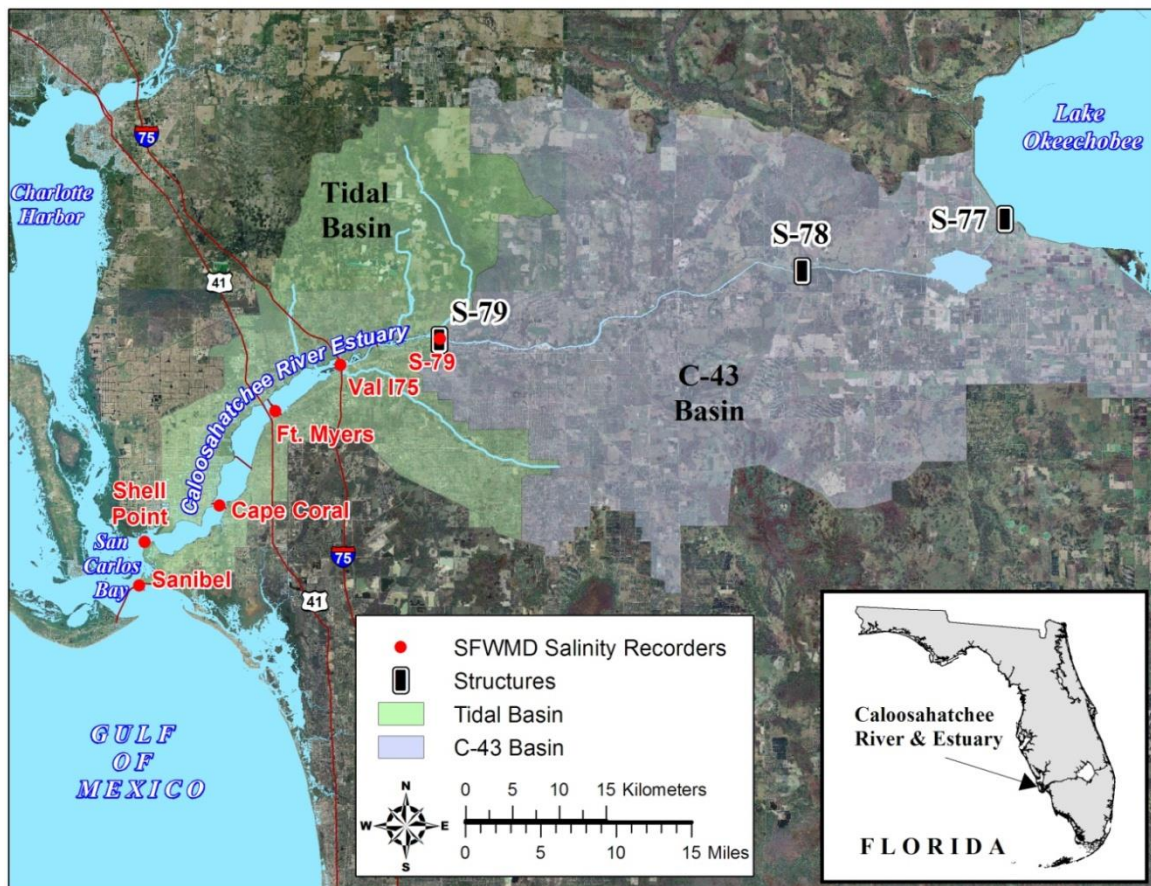 Lake
Okeechobee
75
Charlotte
Harbor
Tidal
Basin
S-77
S-78
41
S-79
S-79
Caloosahatchee River Estuary
Val I75
C-43
Basin
Ft. Myers
Shell
Point
Cape Coral
San
Carlos
Bay
Sanibel
75
41
GULF
OF
MEXICO
SFWMD Salinity Recorders
Structures
Tidal Basin
C-43 Basin
N
W
E
S
0 5 10 15 Kilometers
0 5 10 15 Miles
Caloosahatchee
River & Estuary
FLORIDA